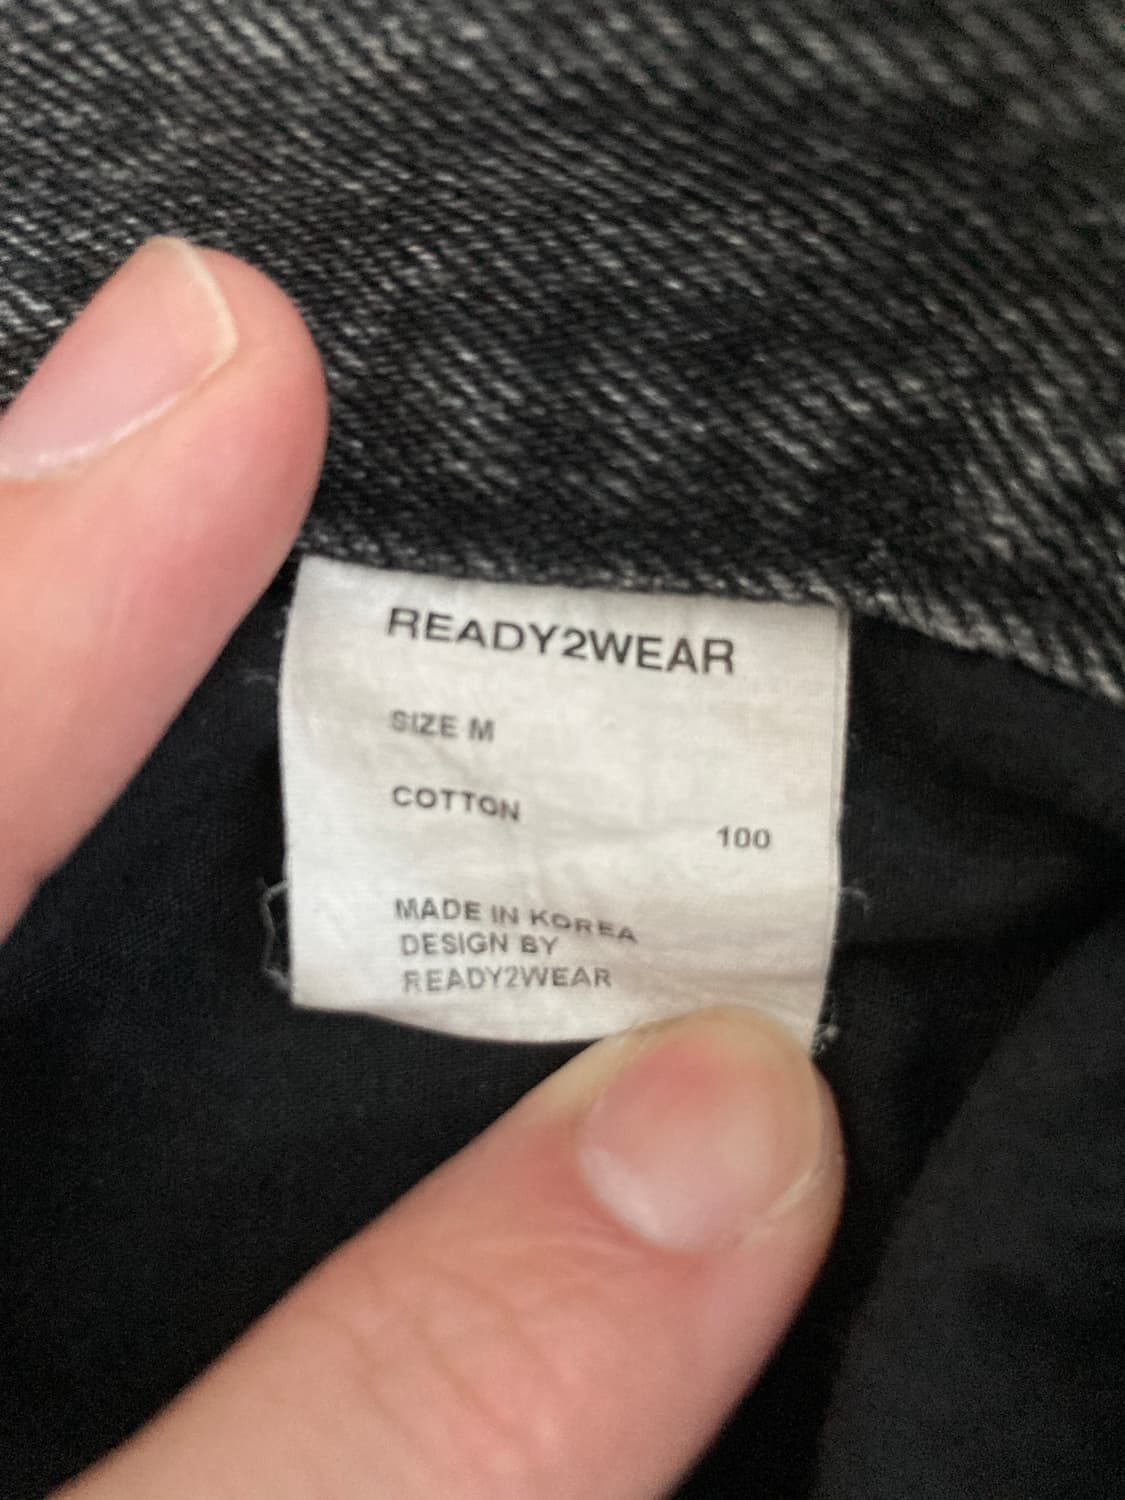 READY2WEAR
SIZE M
COTTON
100
MADE IN KOREA
DESIGN BY
READY2WEAR